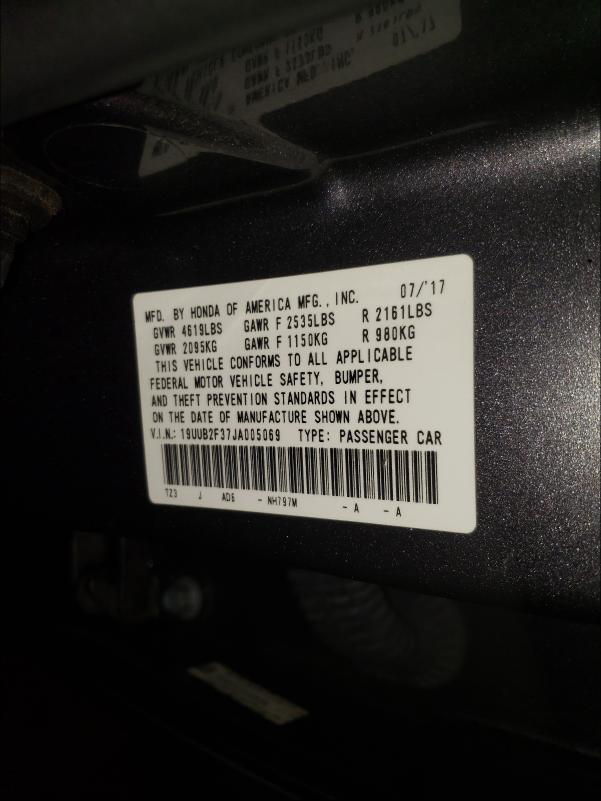 MFD. BY HONDA OF AMERICA MFG., INC. 07/'17
GVWR 4619LBS GAWR F 2535LBS R 2161LBS
GVWR 2095KG GAWR F 1150KG R 980KG
THIS VEHICLE CONFORMS TO ALL APPLICABLE
FEDERAL MOTOR VEHICLE SAFETY, BUMPER,
AND THEFT PREVENTION STANDARDS IN EFFECT
ON THE DATE OF MANUFACTURE SHOWN ABOVE.
V.I.N.: 19UUB2F37JA005069 TYPE: PASSENGER CAR
TZ3 J AD6 - NH797M - A - A